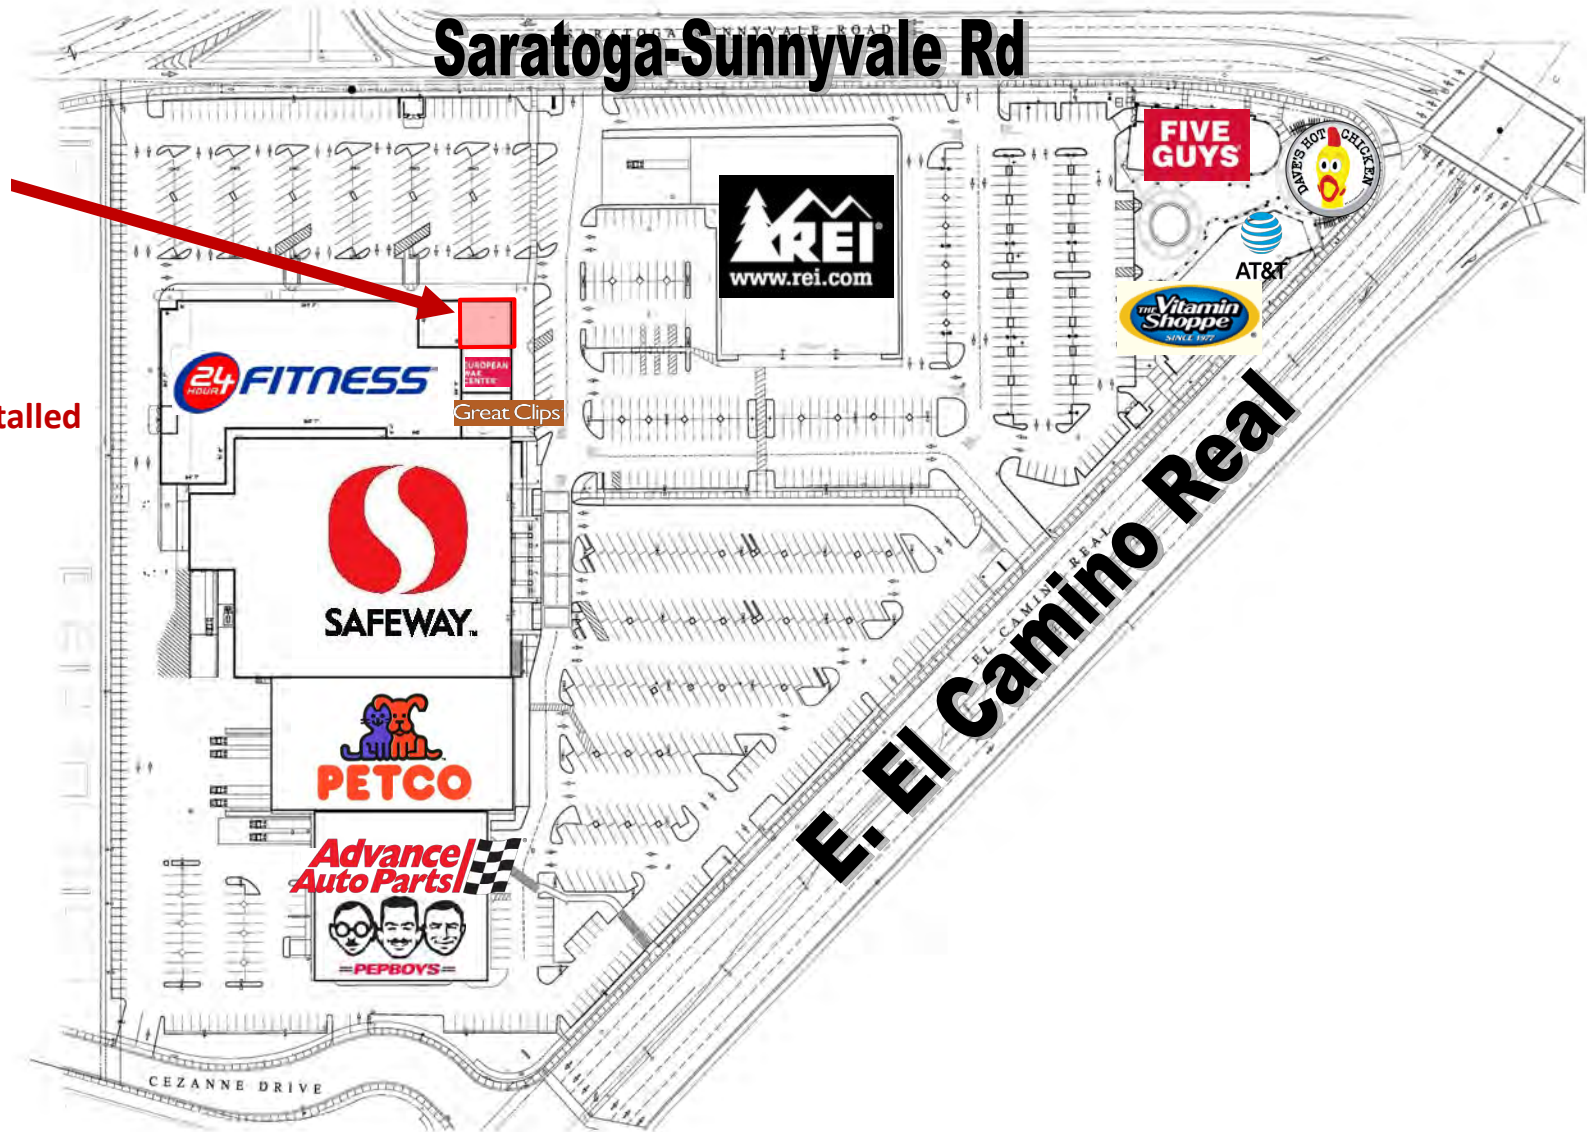 SARATOGA SUNNYVALE ROAD
Saratoga-Sunnyvale Rd
FIVE
GUYS
DAVE'S HOT CHICKEN
REI
www.rei.com
AT&T
THE Vitamin
Shoppe
SINCE 1977
24
HOUR
FITNESS
EUROPEAN
WAX
CENTER
Great Clips
talled
SAFEWAY
TM
EL CAMINO REAL
E. El Camino Real
PETCO
Advance
Auto Parts
PEPBOYS
CEZANNE DRIVE